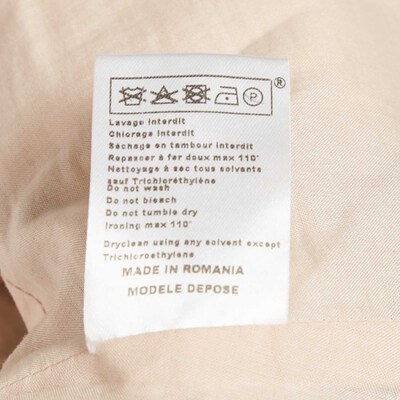 ®
P
Lavage interdit
Chlorage interdit
Séchage en tambour interdit
Repasser à fer doux max 110°
Nettoyage à sec tous solvants
sauf Trichloréthylène
Do not wash
Do not bleach
Do not tumble dry
Ironing max 110°
Dryclean using any solvent except
Trichloroethylene
MADE IN ROMANIA
MODELE DEPOSE